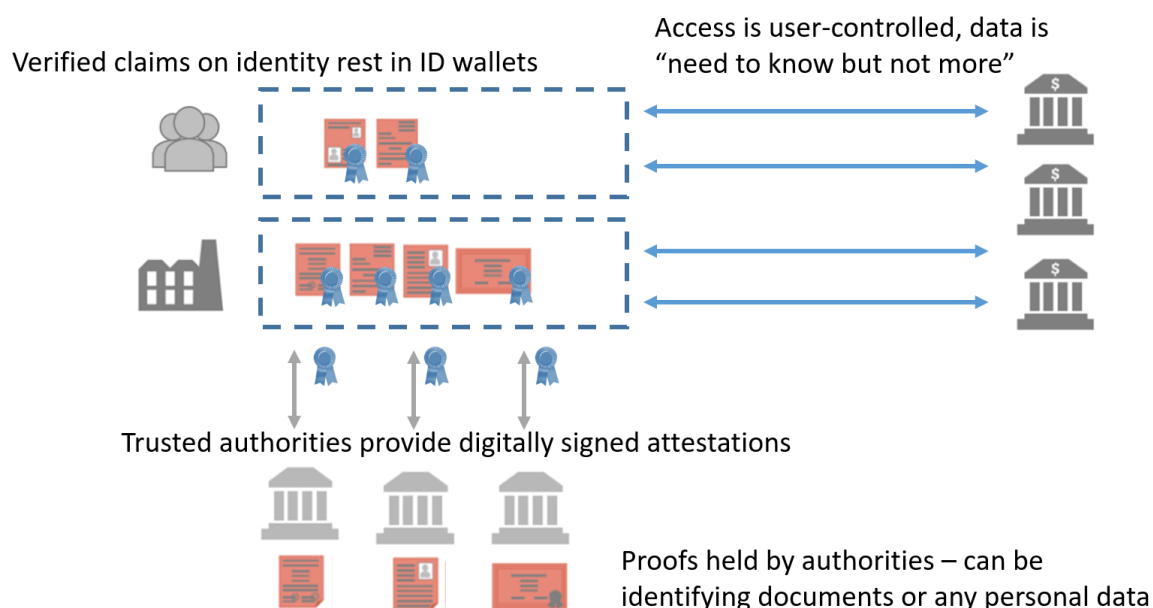 Access is user-controlled, data is
“need to know but not more”
Verified claims on identity rest in ID wallets
$
$
$
Trusted authorities provide digitally signed attestations
Proofs held by authorities – can be
identifying documents or any personal data